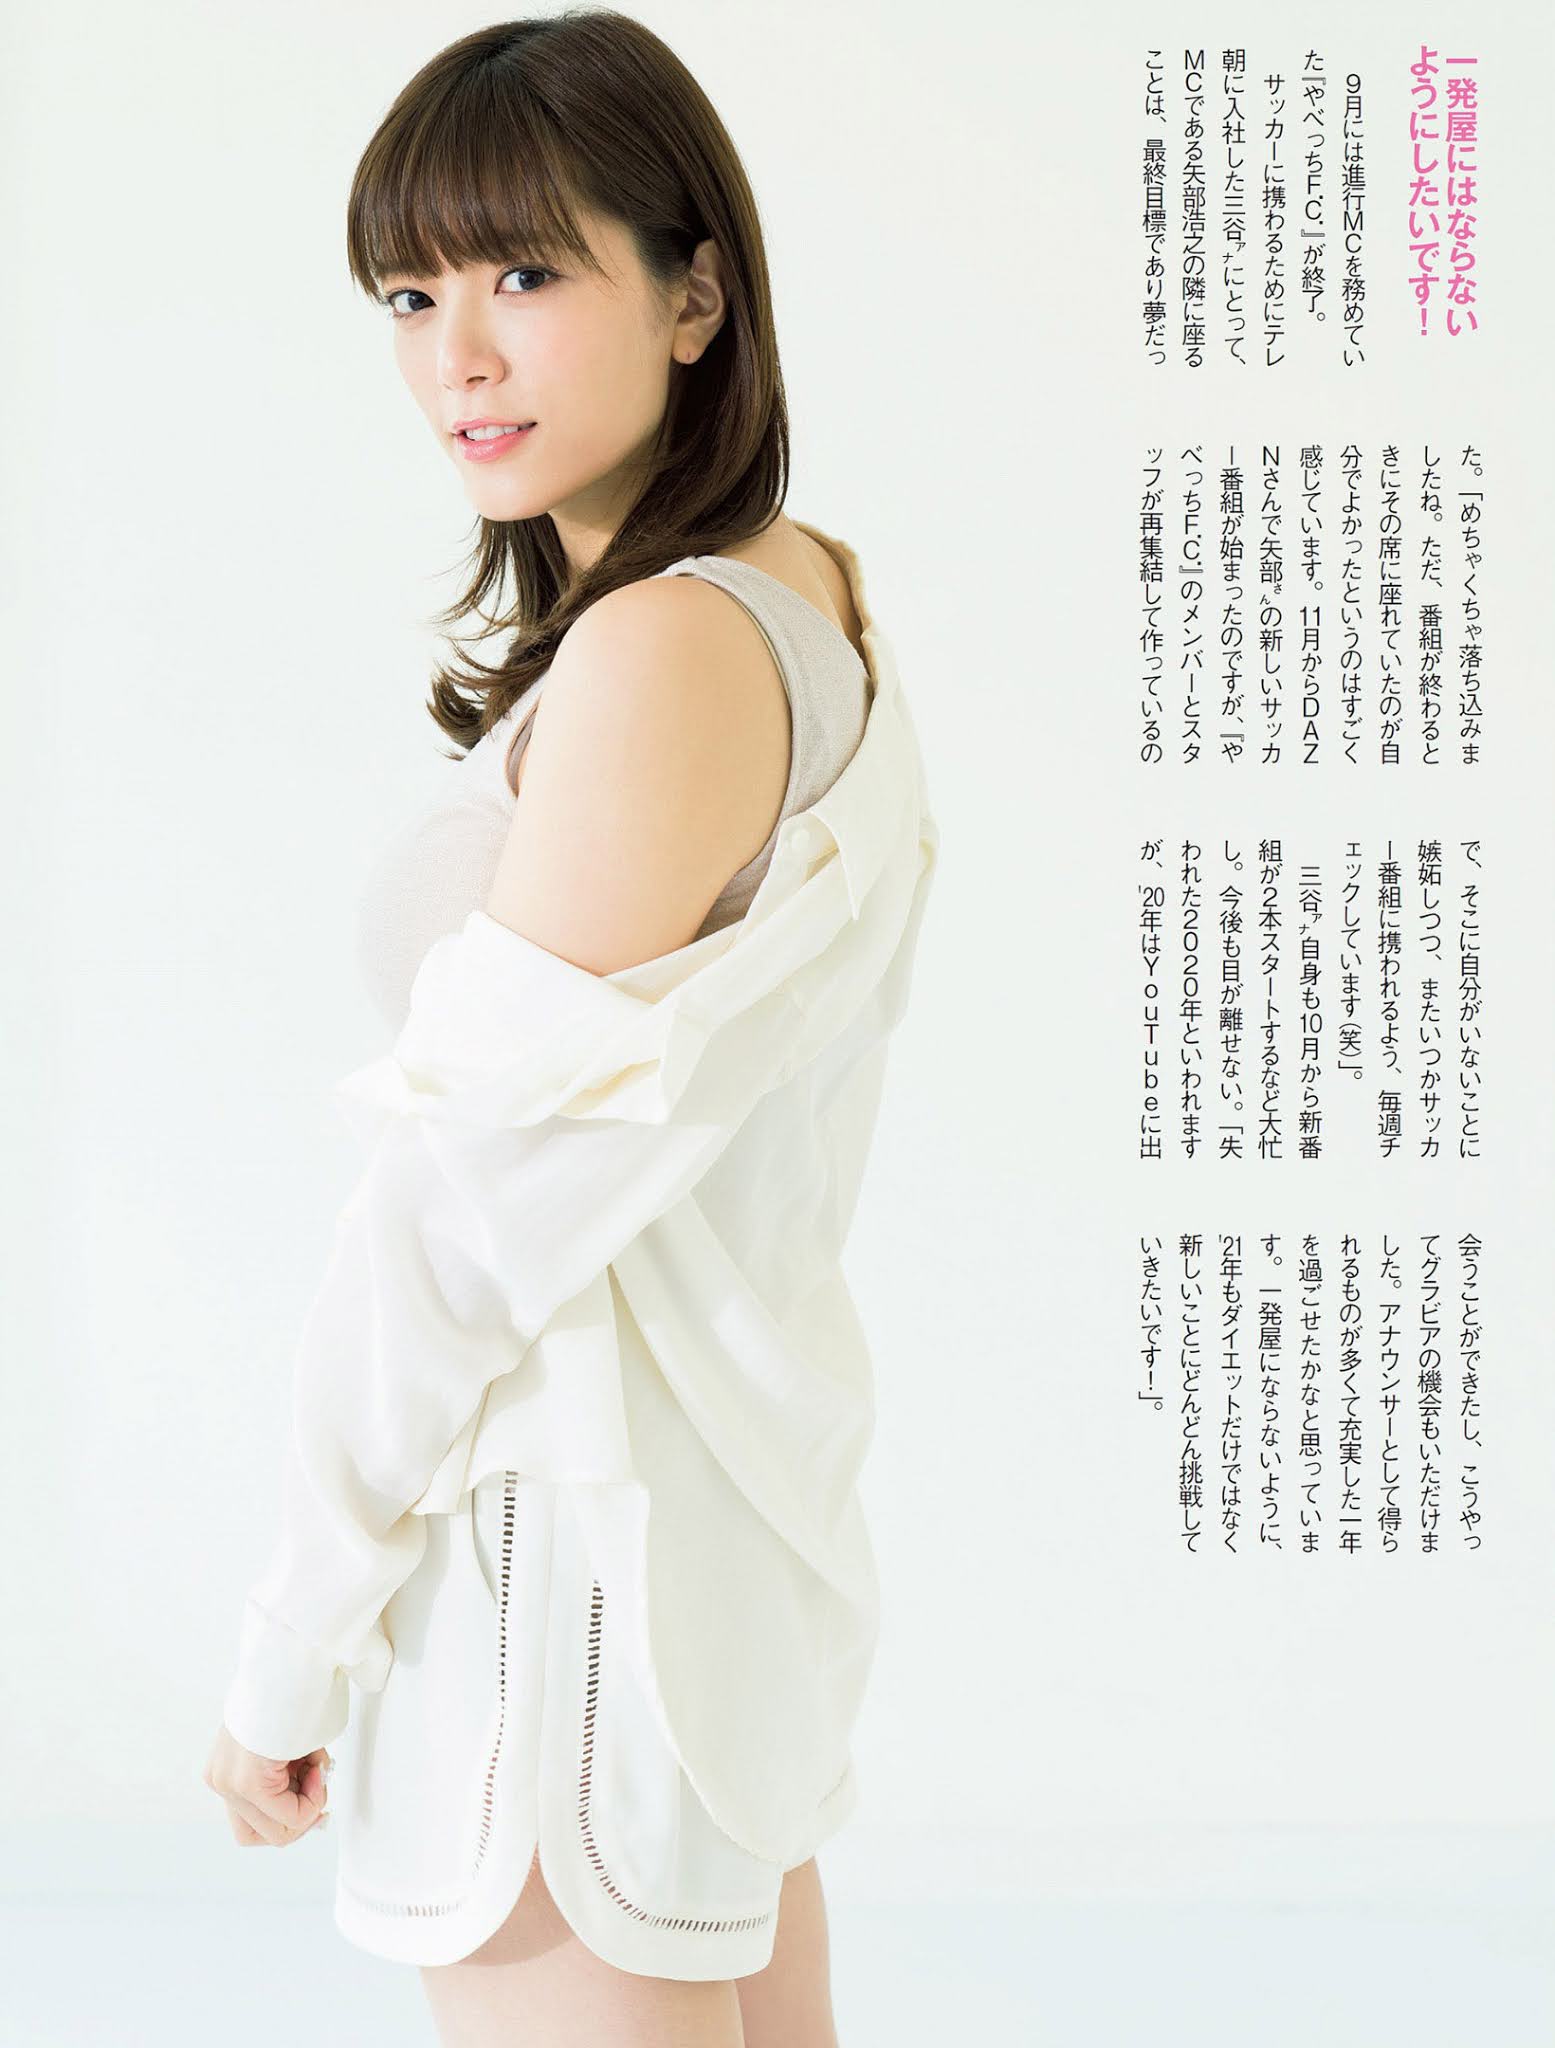 一発屋にはならない
ようにしたいです！
９月には進行ＭＣを務めてい
た『やべっちＦ.Ｃ.』が終了。
サッカーに携わるためにテレ
朝に入社した三谷アナにとって、
ＭＣである矢部浩之の隣に座る
ことは、最終目標であり夢だっ
た。「めちゃくちゃ落ち込みま
したね。ただ、番組が終わると
きにその席に座れていたのが自
分でよかったというのはすごく
感じています。11月からＤＡＺ
Ｎさんで矢部さんの新しいサッカ
ー番組が始まったのですが、『や
べっちＦ.Ｃ.』のメンバーとスタ
ッフが再集結して作っているの
で、そこに自分がいないことに
嫉妬しつつ、またいつかサッカ
ー番組に携われるよう、毎週チ
ェックしています（笑）」。
三谷アナ自身も10月から新番
組が２本スタートするなど大忙
し。今後も目が離せない。「失
われた２０２０年といわれます
が、'20年はＹｏｕＴｕｂｅに出
会うことができたし、こうやっ
てグラビアの機会もいただけま
した。アナウンサーとして得ら
れるものが多くて充実した一年
を過ごせたかなと思っていま
す。一発屋にならないように、
'21年もダイエットだけではなく
新しいことにどんどん挑戦して
いきたいです！」。